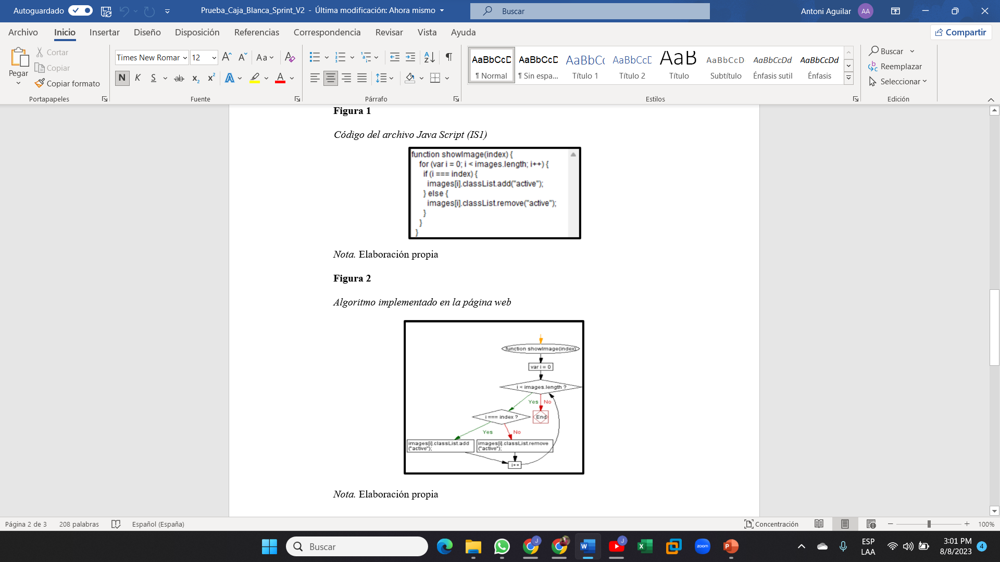 Autoguardado
Prueba_Caja_Blanca_Sprint_V2 - Última modificación: Ahora mismo
Buscar
Antoni Aguilar
AA
Archivo Inicio Insertar Diseño Disposición Referencias Correspondencia Revisar Vista Ayuda
Compartir
Pegar
Cortar
Copiar
Copiar formato
Portapapeles
Times New Romar 12
Aa
N K S ab x₂ x² A A
Fuente
Párrafo
AaBbCcD AaBbCcD AaBbCc AaBbCcE AaB AaBbCcD AaBbCcDd AaBbCcDd
¶ Normal ¶ Sin espa... Título 1 Título 2 Título Subtítulo Énfasis sutil Énfasis
Estilos
Buscar
Reemplazar
Seleccionar
Edición
Figura 1
Código del archivo Java Script (IS1)
function showImage(index) {
for (var i = 0; i < images.length; i++) {
if (i === index) {
images[i].classList.add("active");
} else {
images[i].classList.remove("active");
}
}
}
Nota. Elaboración propia
Figura 2
Algoritmo implementado en la página web
function showImage(index)
var i = 0
i < images.length ?
Yes No
i === index ?
End
Yes No
images[i].classList.add
("active");
images[i].classList.remove
("active");
i++
Nota. Elaboración propia
Página 2 de 3 208 palabras Español (España)
Concentración
100%
Buscar
zoom
ESP
LAA
3:01 PM
8/8/2023
4